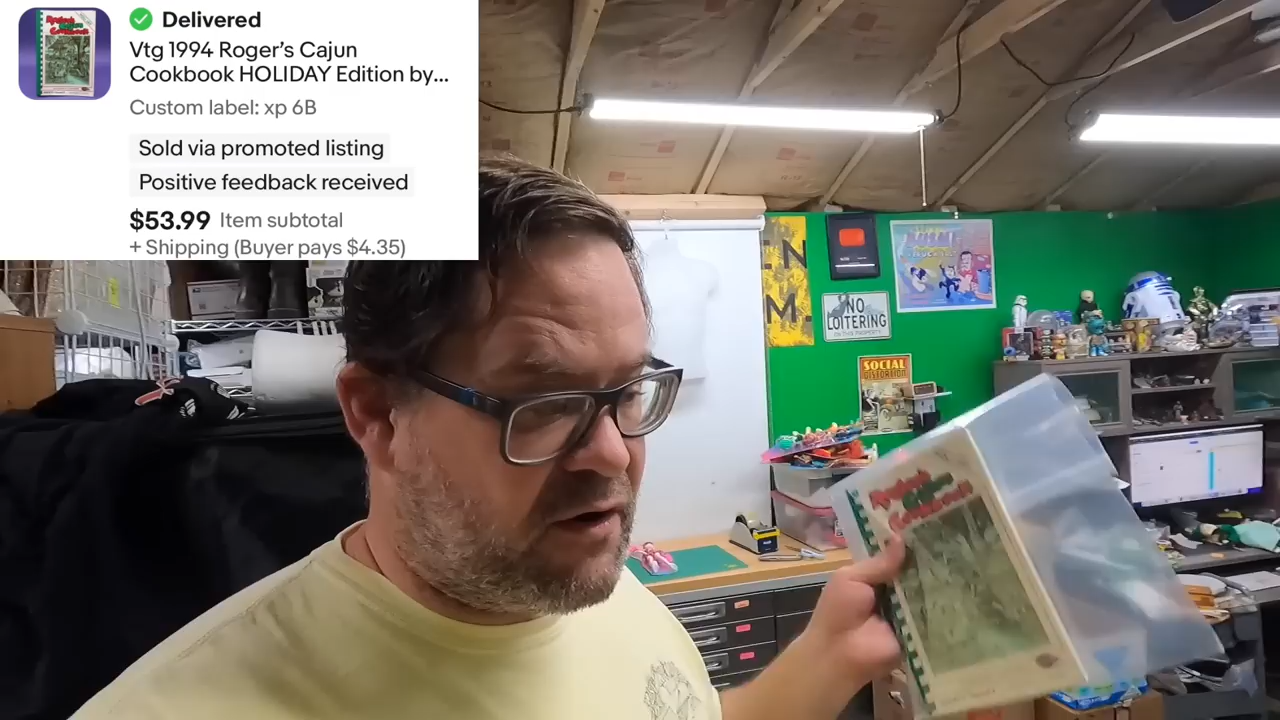 Delivered
Vtg 1994 Roger's Cajun
Cookbook HOLIDAY Edition by...
Custom label: xp 6B
Sold via promoted listing
Positive feedback received
$53.99 Item subtotal
+ Shipping (Buyer pays $4.35)
NO
LOITERING
SOCIAL
DISTORTION